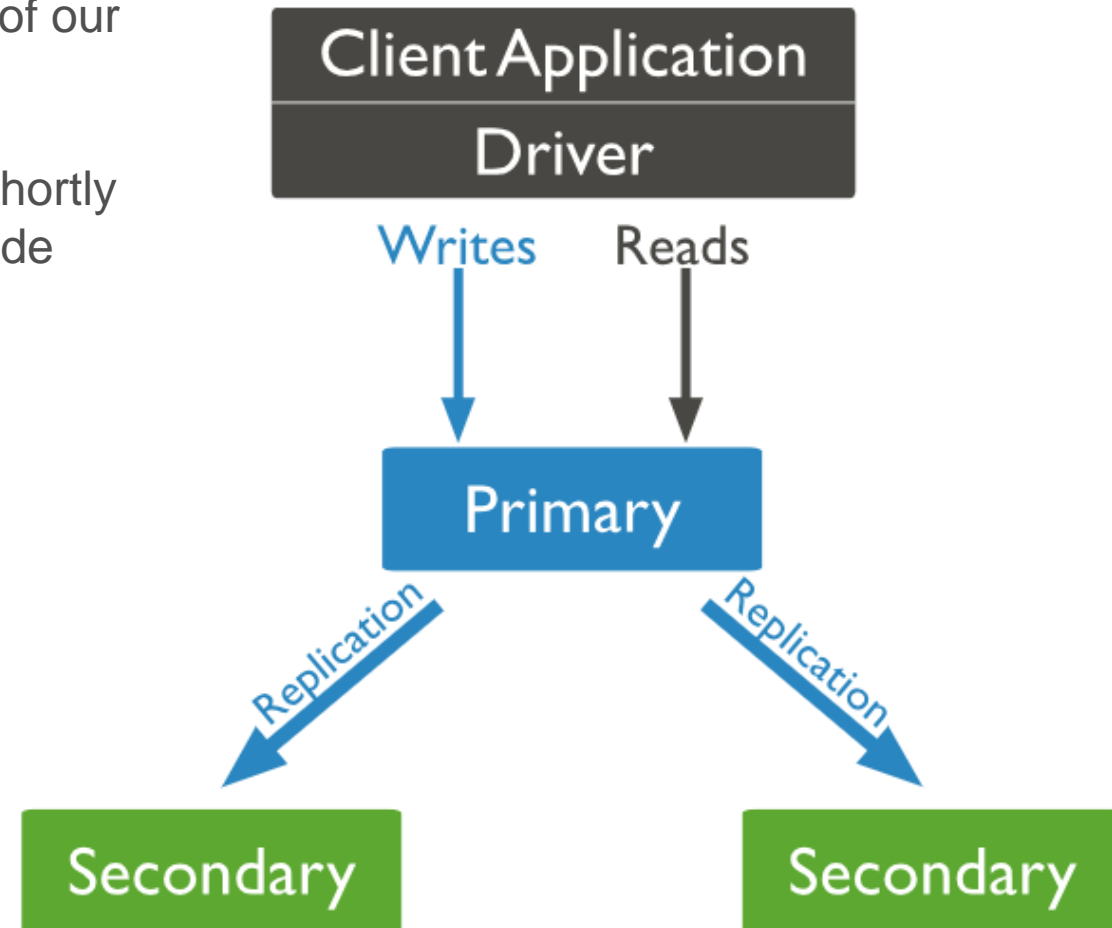 of our
Client Application
Driver
hortly
de
Writes Reads
Primary
Replication
Replication
Secondary
Secondary